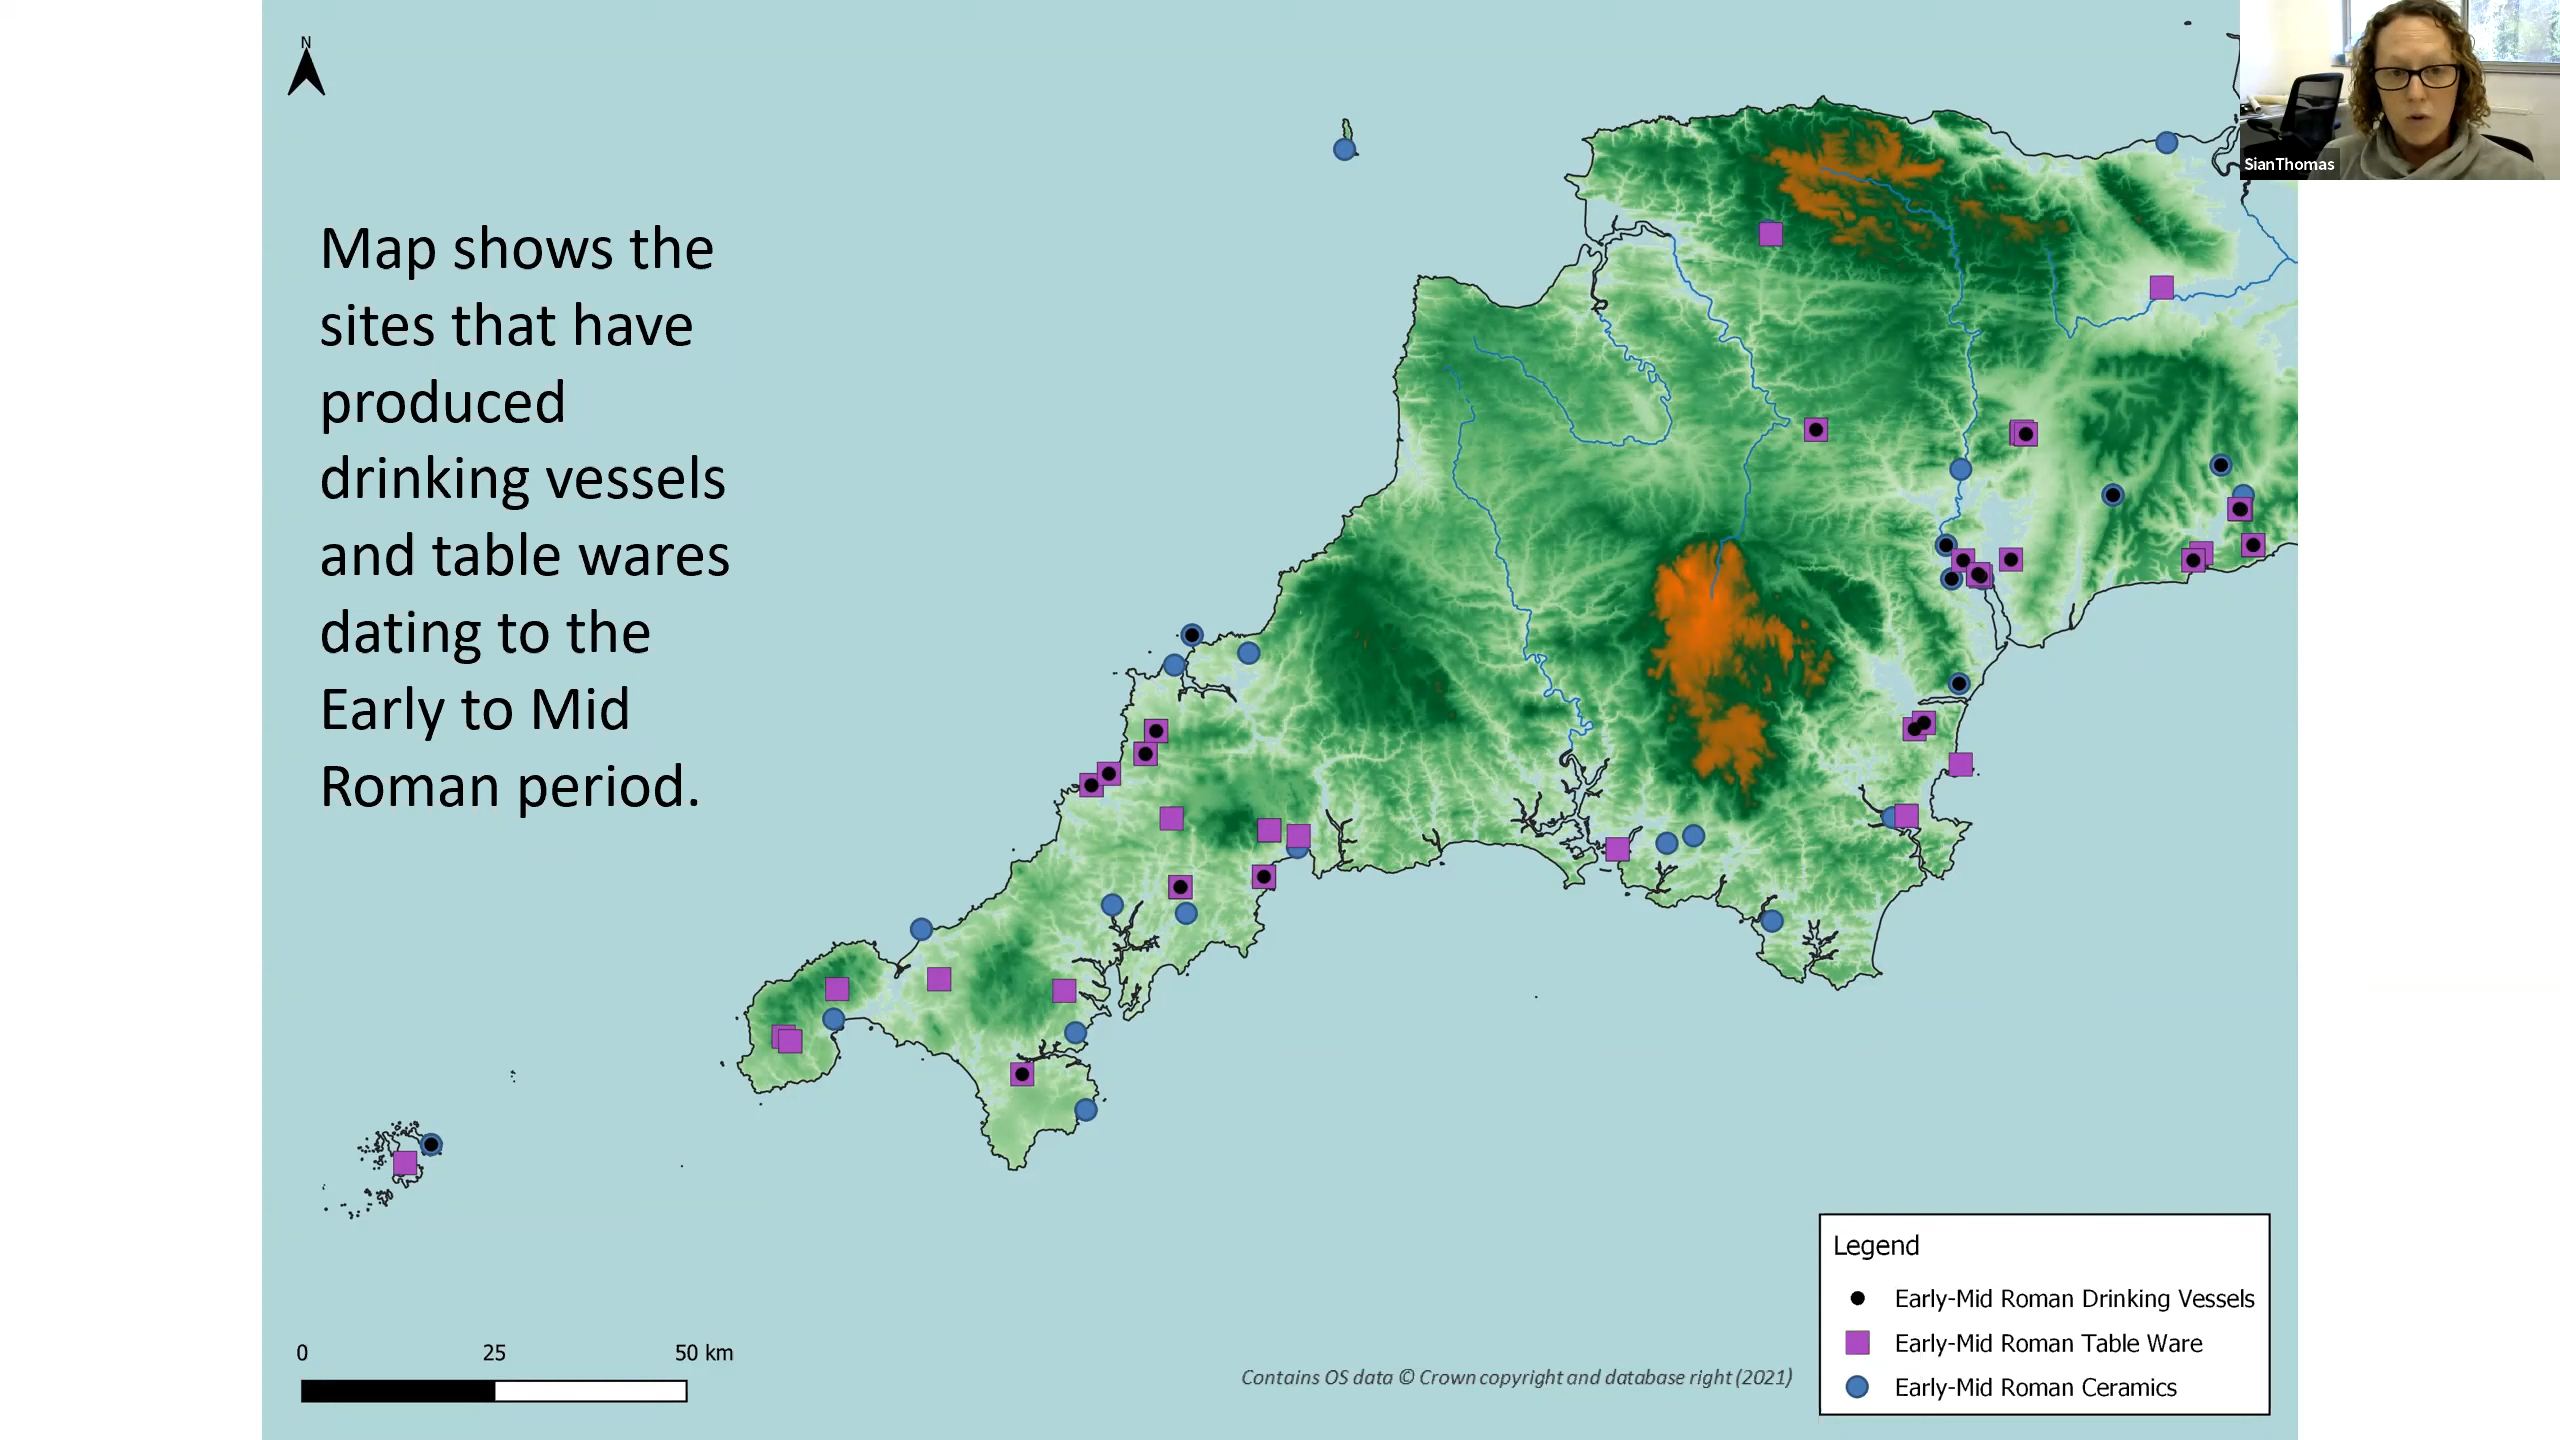 N
SianThomas
Map shows the
sites that have
produced
drinking vessels
and table wares
dating to the
Early to Mid
Roman period.
Legend
Early-Mid Roman Drinking Vessels
Early-Mid Roman Table Ware
Early-Mid Roman Ceramics
0 25 50 km
Contains OS data © Crown copyright and database right (2021)